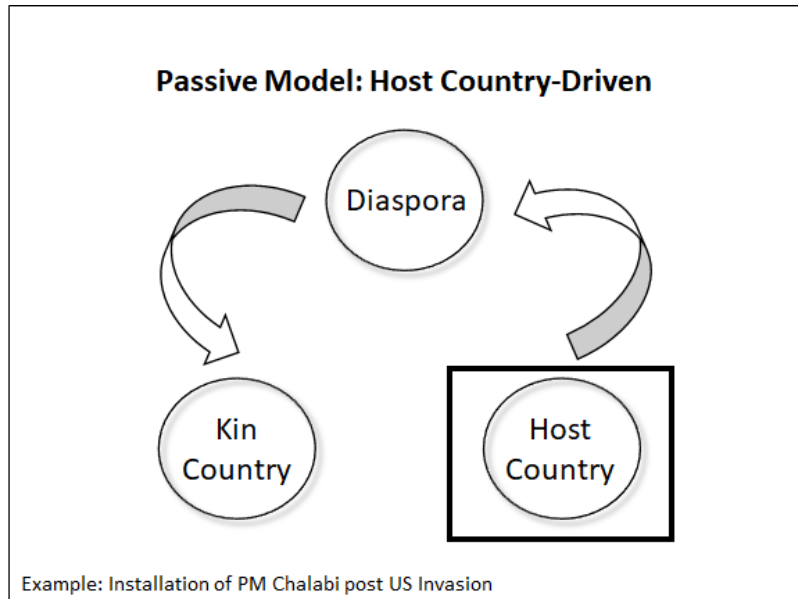 Passive Model: Host Country-Driven
Diaspora
Kin
Country
Host
Country
Example: Installation of PM Chalabi post US Invasion